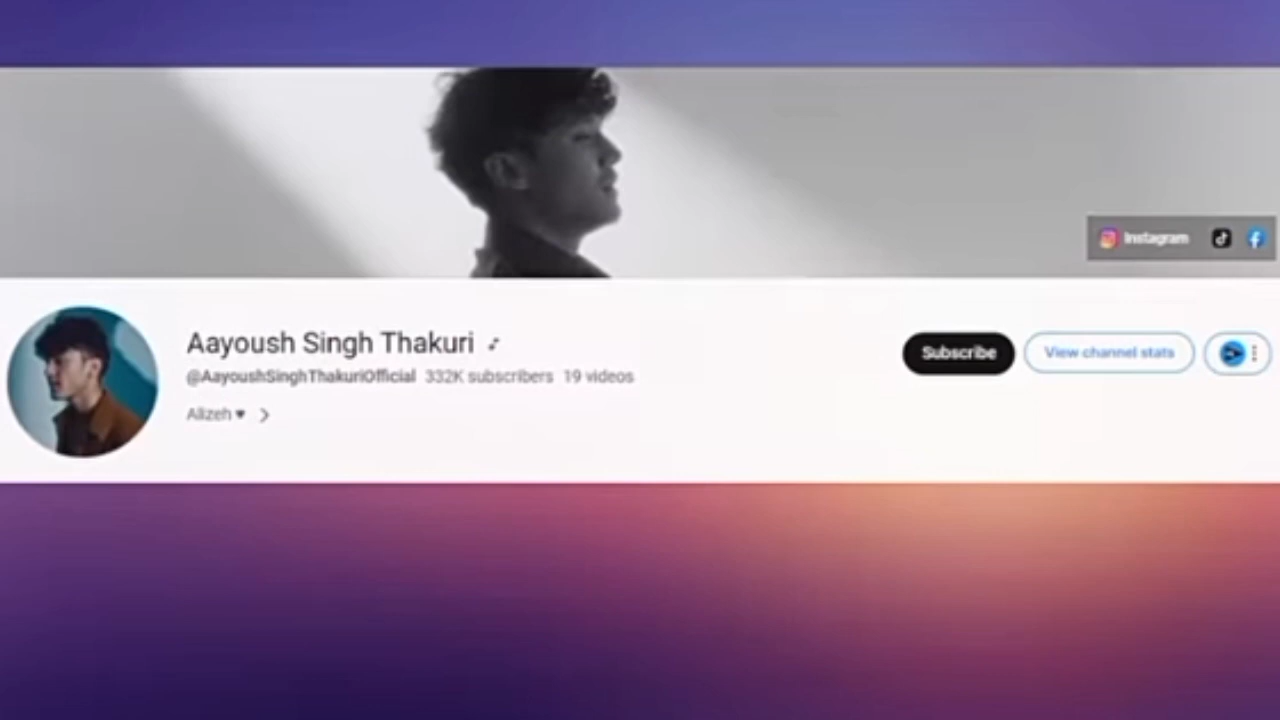 Instagram
Aayoush Singh Thakuri
@AayoushSinghThakuriOfficial 332K subscribers 19 videos
Alizeh ♥ >
Subscribe
View channel stats